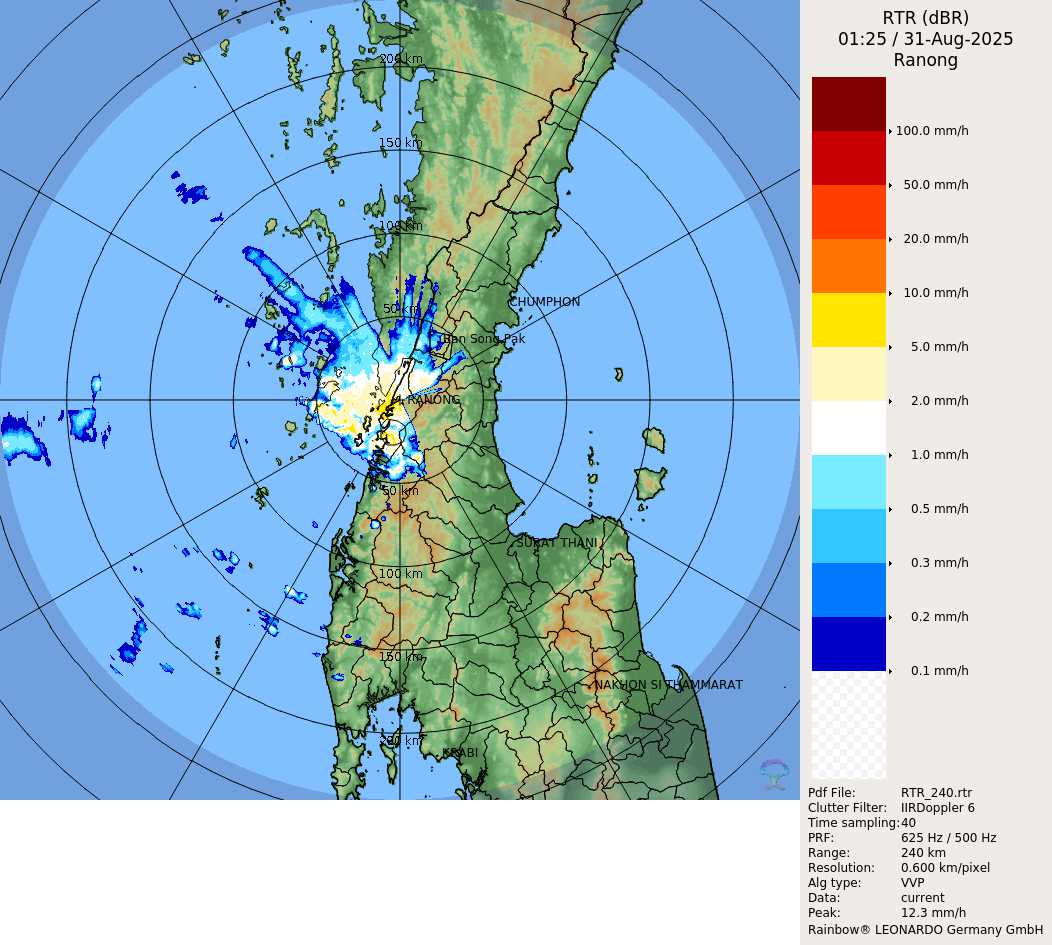 RTR (dBR)
01:25 / 31-Aug-2025
Ranong
200 km
150 km
100 km
50 km
CHUMPHON
Ban Song Pak
RANONG
50 km
SURAT THANI
100 km
150 km
NAKHON SI THAMMARAT
200 km
KRABI
100.0 mm/h
50.0 mm/h
20.0 mm/h
10.0 mm/h
5.0 mm/h
2.0 mm/h
1.0 mm/h
0.5 mm/h
0.3 mm/h
0.2 mm/h
0.1 mm/h
Pdf File: RTR_240.rtr
Clutter Filter: IIRDoppler 6
Time sampling:40
PRF: 625 Hz / 500 Hz
Range: 240 km
Resolution: 0.600 km/pixel
Alg type: VVP
Data: current
Peak: 12.3 mm/h
Rainbow® LEONARDO Germany GmbH